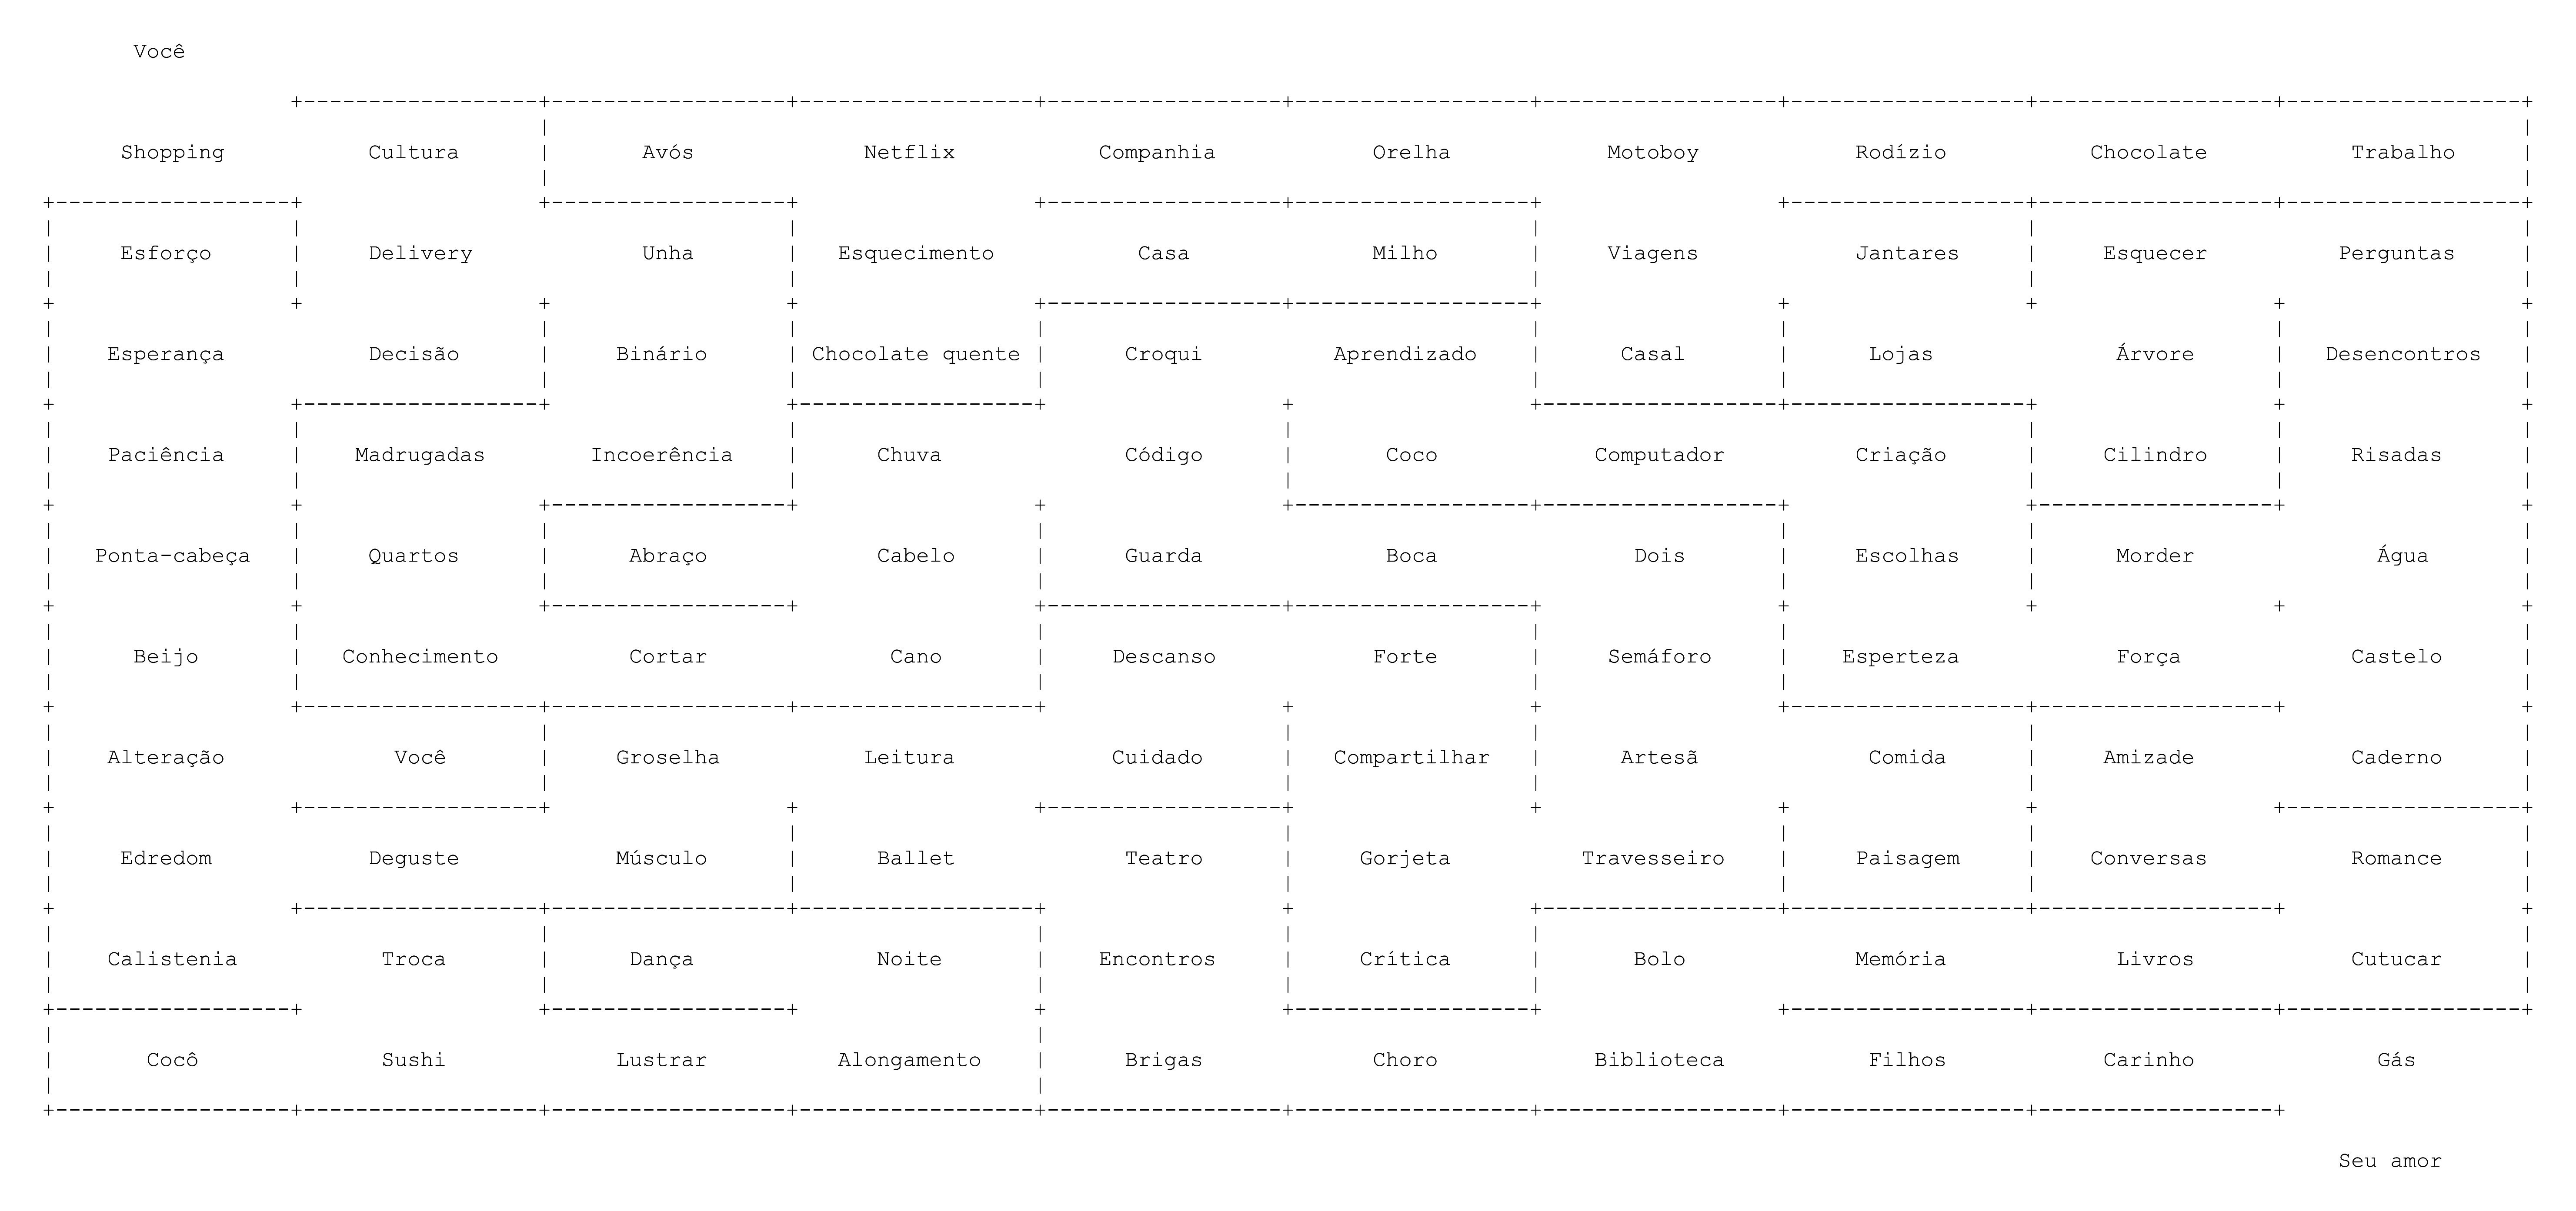 Você
Shopping Cultura Avós Netflix Companhia Orelha Motoboy Rodízio Chocolate Trabalho
Esforço Delivery Unha Esquecimento Casa Milho Viagens Jantares Esquecer Perguntas
Esperança Decisão Binário Chocolate quente Croqui Aprendizado Casal Lojas Árvore Desencontros
Paciência Madrugadas Incoerência Chuva Código Coco Computador Criação Cilindro Risadas
Ponta-cabeça Quartos Abraço Cabelo Guarda Boca Dois Escolhas Morder Água
Beijo Conhecimento Cortar Cano Descanso Forte Semáforo Esperteza Força Castelo
Alteração Você Groselha Leitura Cuidado Compartilhar Artesã Comida Amizade Caderno
Edredom Deguste Músculo Ballet Teatro Gorjeta Travesseiro Paisagem Conversas Romance
Calistenia Troca Dança Noite Encontros Crítica Bolo Memória Livros Cutucar
Cocô Sushi Lustrar Alongamento Brigas Choro Biblioteca Filhos Carinho Gás
Seu amor